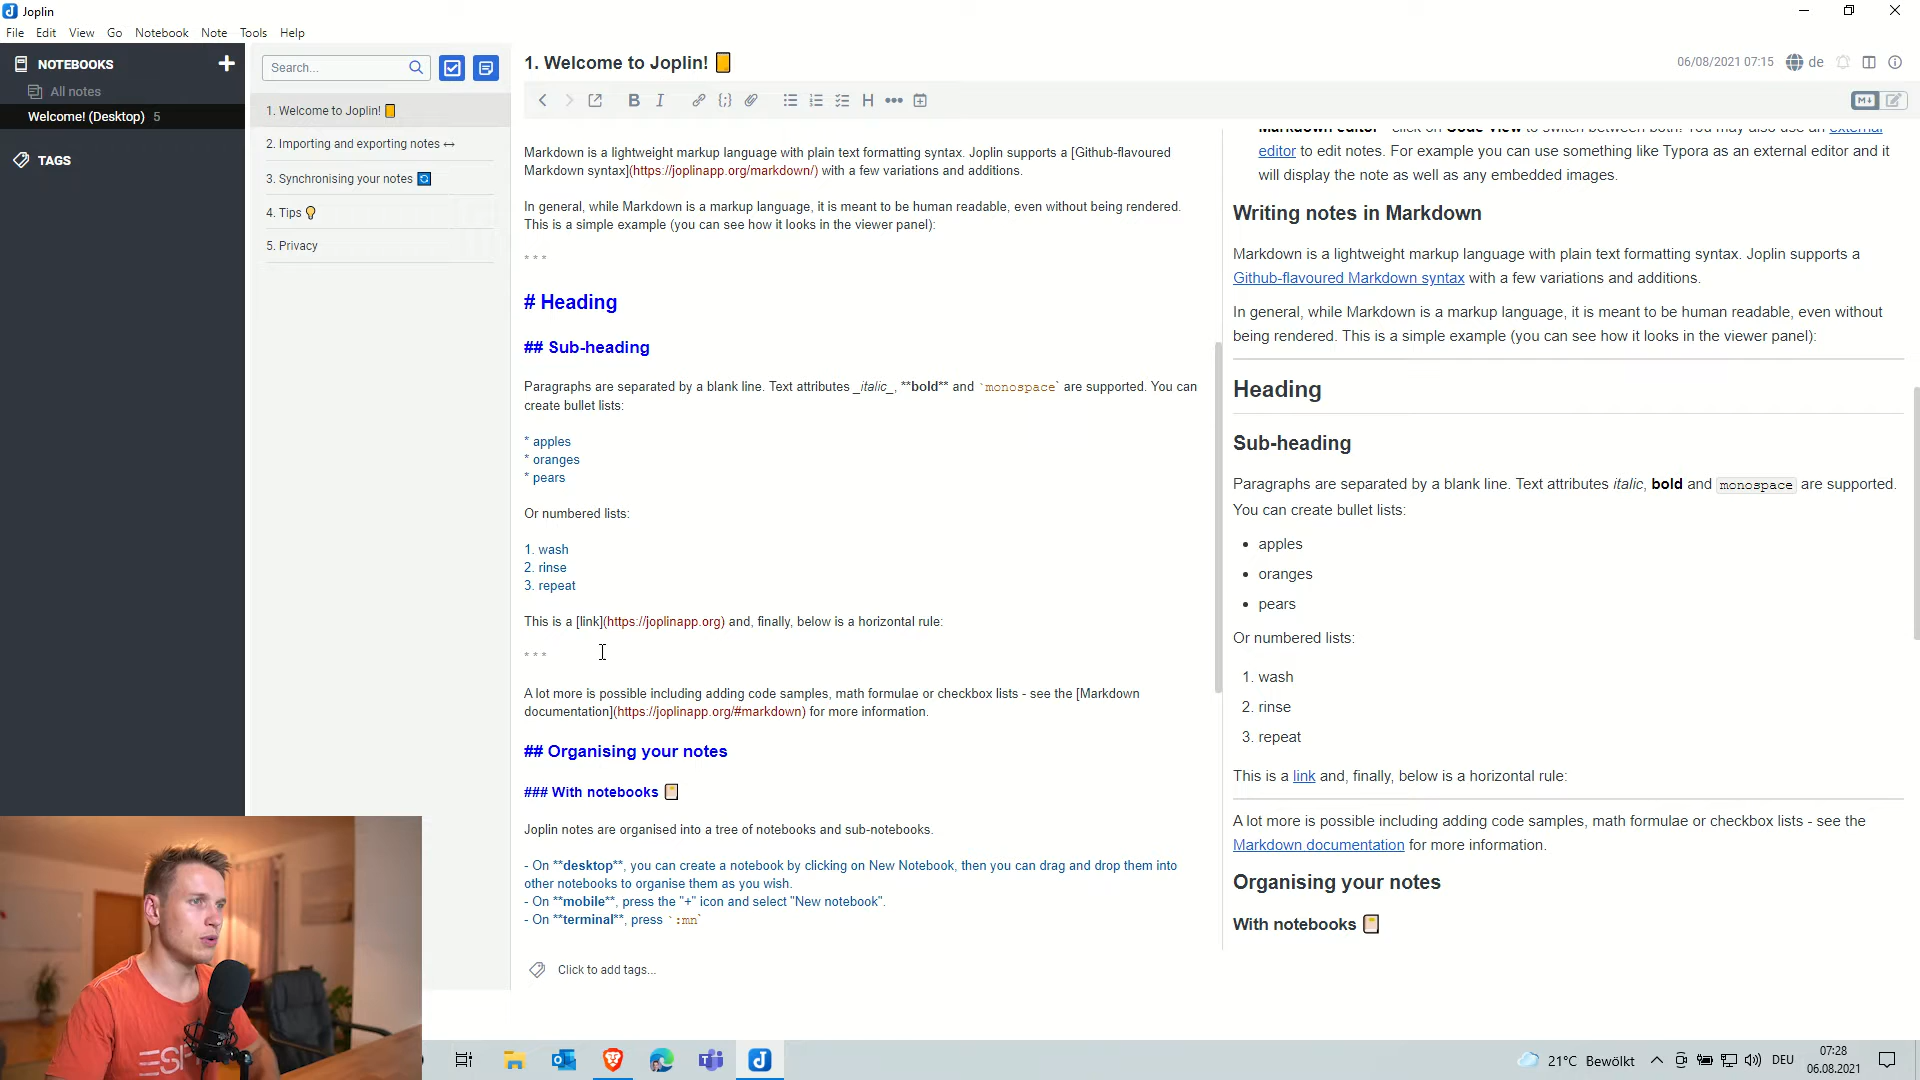 Joplin
File Edit View Go Notebook Note Tools Help
NOTEBOOKS
All notes
Welcome! (Desktop) 5
TAGS
Search...
1. Welcome to Joplin!
2. Importing and exporting notes ↔
3. Synchronising your notes
4. Tips
5. Privacy
1. Welcome to Joplin!
06/08/2021 07:15 de
B I H
M↓
Markdown is a lightweight markup language with plain text formatting syntax. Joplin supports a [Github-flavoured
Markdown syntax](https://joplinapp.org/markdown/) with a few variations and additions.
In general, while Markdown is a markup language, it is meant to be human readable, even without being rendered.
This is a simple example (you can see how it looks in the viewer panel):
* * *
# Heading
## Sub-heading
Paragraphs are separated by a blank line. Text attributes _italic_, **bold** and `monospace` are supported. You can
create bullet lists:
* apples
* oranges
* pears
Or numbered lists:
1. wash
2. rinse
3. repeat
This is a [link](https://joplinapp.org) and, finally, below is a horizontal rule:
* * *
A lot more is possible including adding code samples, math formulae or checkbox lists - see the [Markdown
documentation](https://joplinapp.org/#markdown) for more information.
## Organising your notes
### With notebooks
Joplin notes are organised into a tree of notebooks and sub-notebooks.
- On **desktop**, you can create a notebook by clicking on New Notebook, then you can drag and drop them into
other notebooks to organise them as you wish.
- On **mobile**, press the "+" icon and select "New notebook".
- On **terminal**, press `:mn`
Click to add tags...
Markdown editor - click on Code View to switch between both! You may also use an external
editor to edit notes. For example you can use something like Typora as an external editor and it
will display the note as well as any embedded images.
Writing notes in Markdown
Markdown is a lightweight markup language with plain text formatting syntax. Joplin supports a
Github-flavoured Markdown syntax with a few variations and additions.
In general, while Markdown is a markup language, it is meant to be human readable, even without
being rendered. This is a simple example (you can see how it looks in the viewer panel):
Heading
Sub-heading
Paragraphs are separated by a blank line. Text attributes italic, bold and monospace are supported.
You can create bullet lists:
• apples
• oranges
• pears
Or numbered lists:
1. wash
2. rinse
3. repeat
This is a link and, finally, below is a horizontal rule:
A lot more is possible including adding code samples, math formulae or checkbox lists - see the
Markdown documentation for more information.
Organising your notes
With notebooks
21°C Bewölkt DEU
07:28
06.08.2021